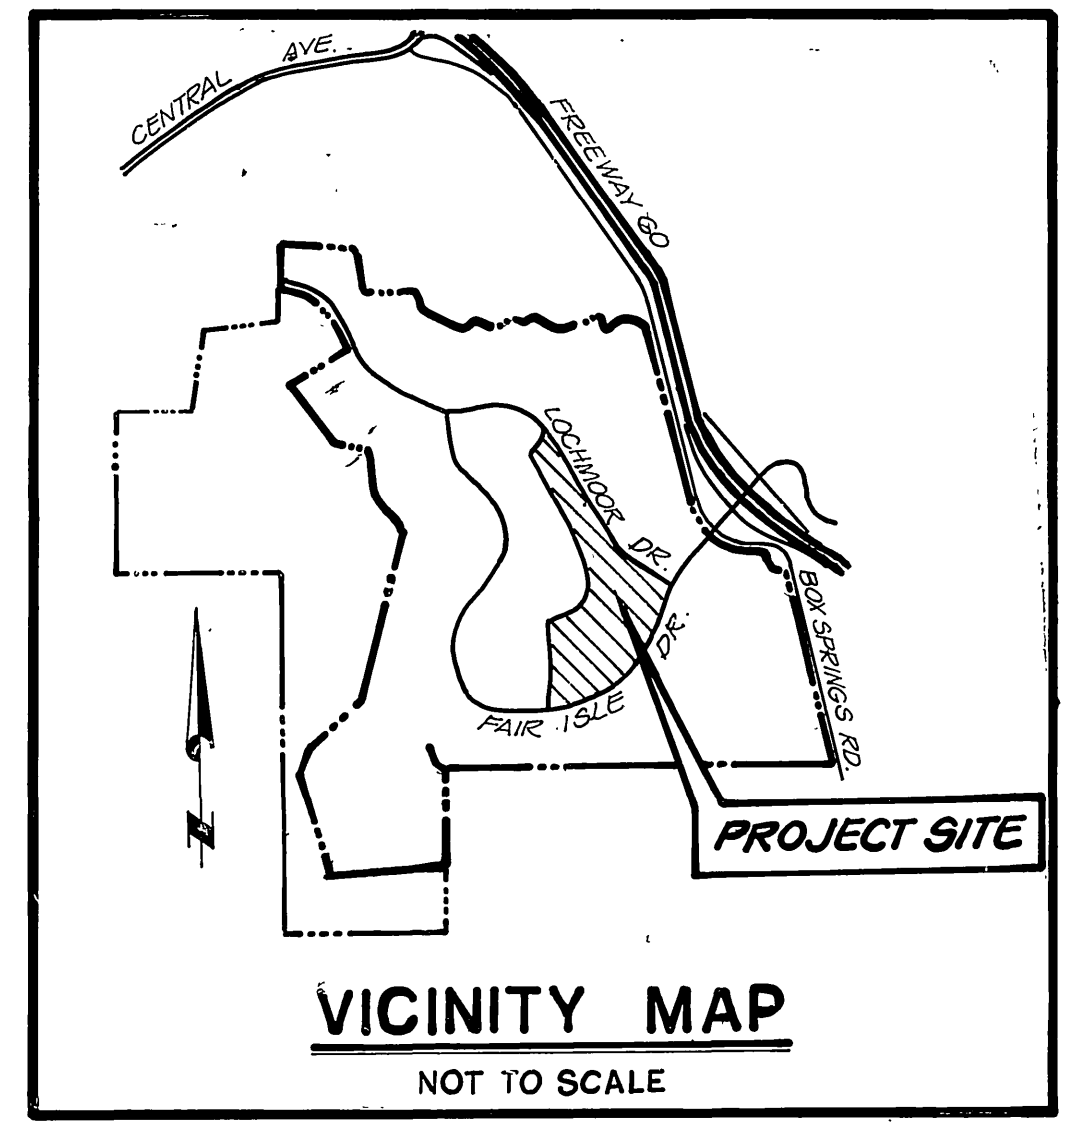 CENTRAL AVE.
FREEWAY 60
LOCHMOOR DR.
BOX SPRINGS RD.
FAIR ISLE DR.
PROJECT SITE
N
VICINITY MAP
NOT TO SCALE